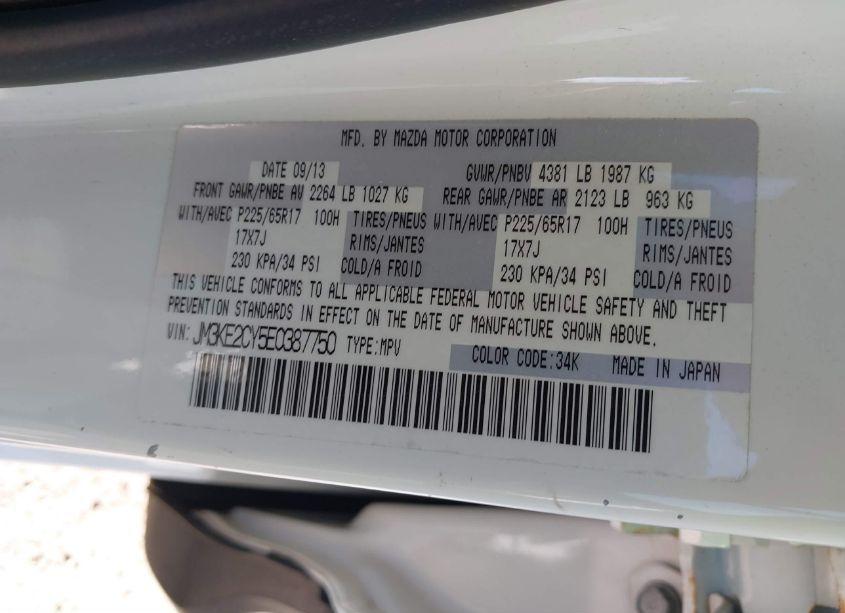 MFD. BY MAZDA MOTOR CORPORATION
DATE 09/13 GVWR/PNBV 4381 LB 1987 KG
FRONT GAWR/PNBE AV 2264 LB 1027 KG REAR GAWR/PNBE AR 2123 LB 963 KG
WITH/AVEC P225/65R17 100H TIRES/PNEUS WITH/AVEC P225/65R17 100H TIRES/PNEUS
17X7J RIMS/JANTES 17X7J RIMS/JANTES
230 KPA/34 PSI COLD/A FROID 230 KPA/34 PSI COLD/A FROID
THIS VEHICLE CONFORMS TO ALL APPLICABLE FEDERAL MOTOR VEHICLE SAFETY AND THEFT
PREVENTION STANDARDS IN EFFECT ON THE DATE OF MANUFACTURE SHOWN ABOVE.
VIN: JM3KE2CY5E0387750 TYPE:MPV
COLOR CODE:34K MADE IN JAPAN